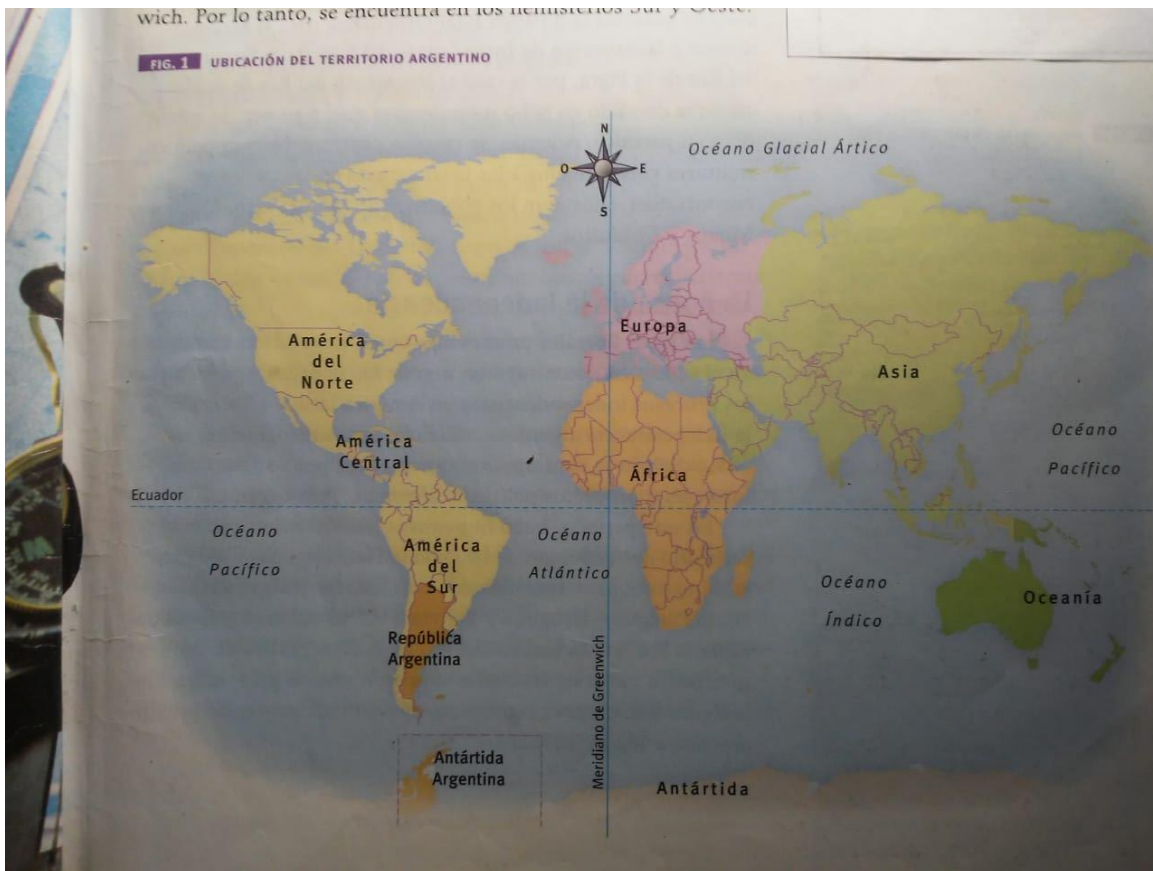 wich. Por lo tanto, se encuentra en los hemisferios Sur y Oeste.
FIG. 1 UBICACIÓN DEL TERRITORIO ARGENTINO
N
Océano Glacial Ártico
O
E
S
Europa
América
del
Norte
Asia
Océano
Pacífico
América
Central
África
Ecuador
Océano
Pacífico
América
del
Sur
Océano
Atlántico
Océano
Índico
Oceanía
República
Argentina
Meridiano de Greenwich
Antártida
Argentina
Antártida